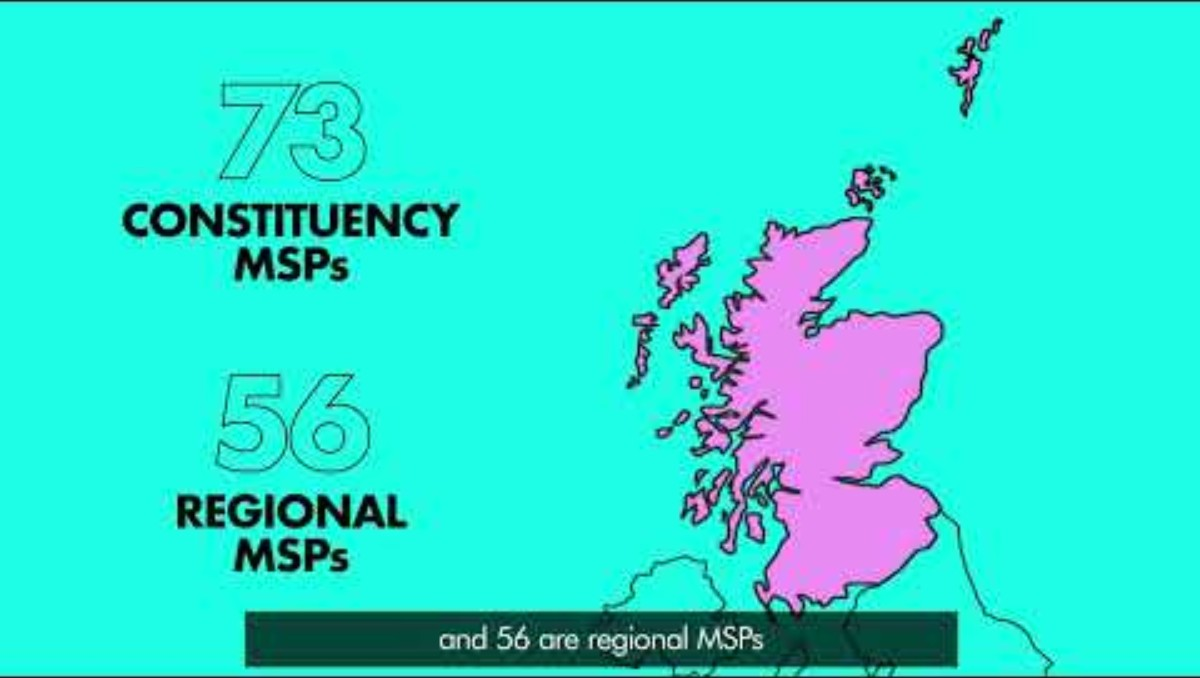 73
CONSTITUENCY
MSPs
56
REGIONAL
MSPs
and 56 are regional MSPs